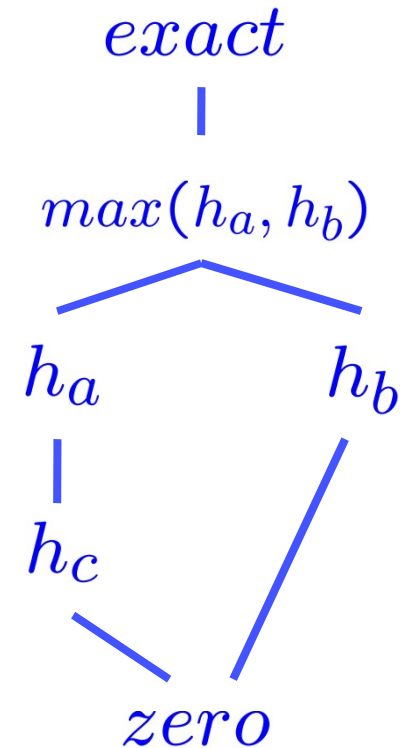 exact
max(h_a, h_b)
h_a h_b
h_c
zero